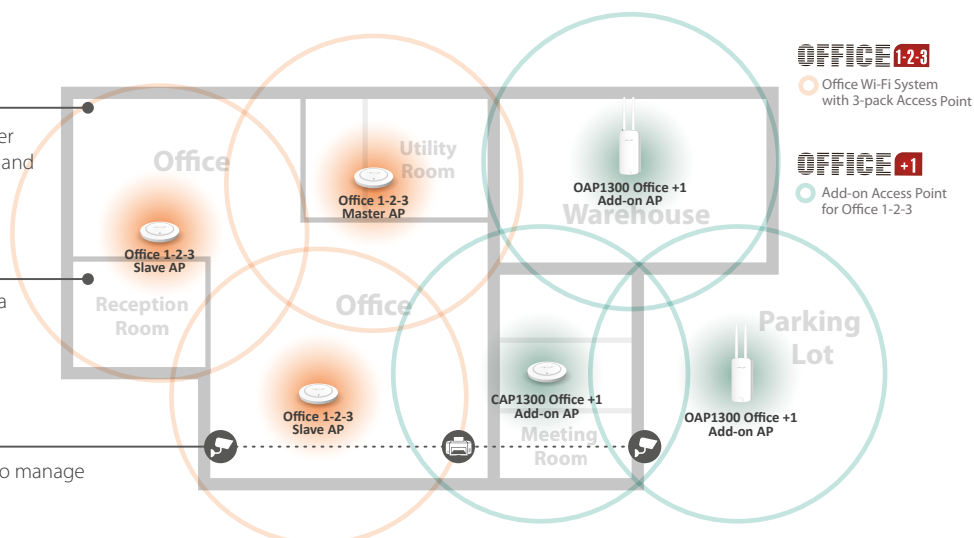 OFFICE 1-2-3
Office Wi-Fi System
with 3-pack Access Point
OFFICE +1
Add-on Access Point
for Office 1-2-3
er
and
a
o manage
Office
Utility
Room
Office 1-2-3
Master AP
OAP1300 Office +1
Add-on AP
Warehouse
Office 1-2-3
Slave AP
Reception
Room
Office
Parking
Lot
Office 1-2-3
Slave AP
CAP1300 Office +1
Add-on AP
OAP1300 Office +1
Add-on AP
Meeting
Room